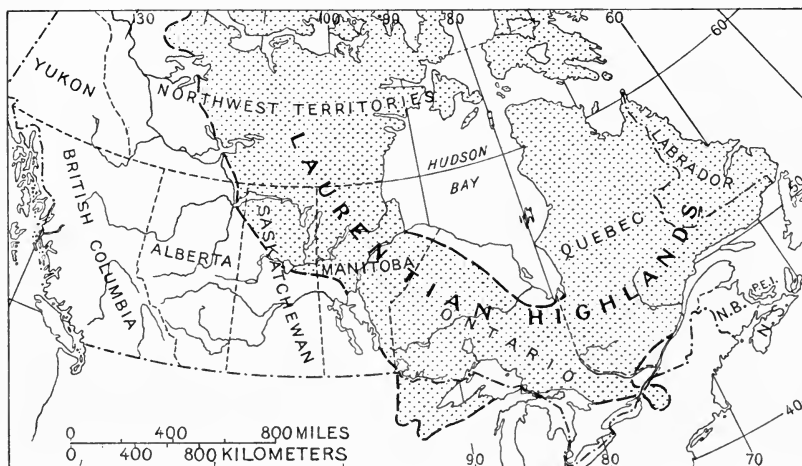 130 100 90 80 60
60
YUKON
NORTHWEST TERRITORIES
LAURENTIAN HIGHLANDS
HUDSON
BAY
LABRADOR
50
BRITISH COLUMBIA
ALBERTA
SASKATCHEWAN
MANITOBA
QUEBEC
ONTARIO
N.B.
P.E.I.
N.S.
0 400 800 MILES
0 400 800 KILOMETERS
90 80 70
40